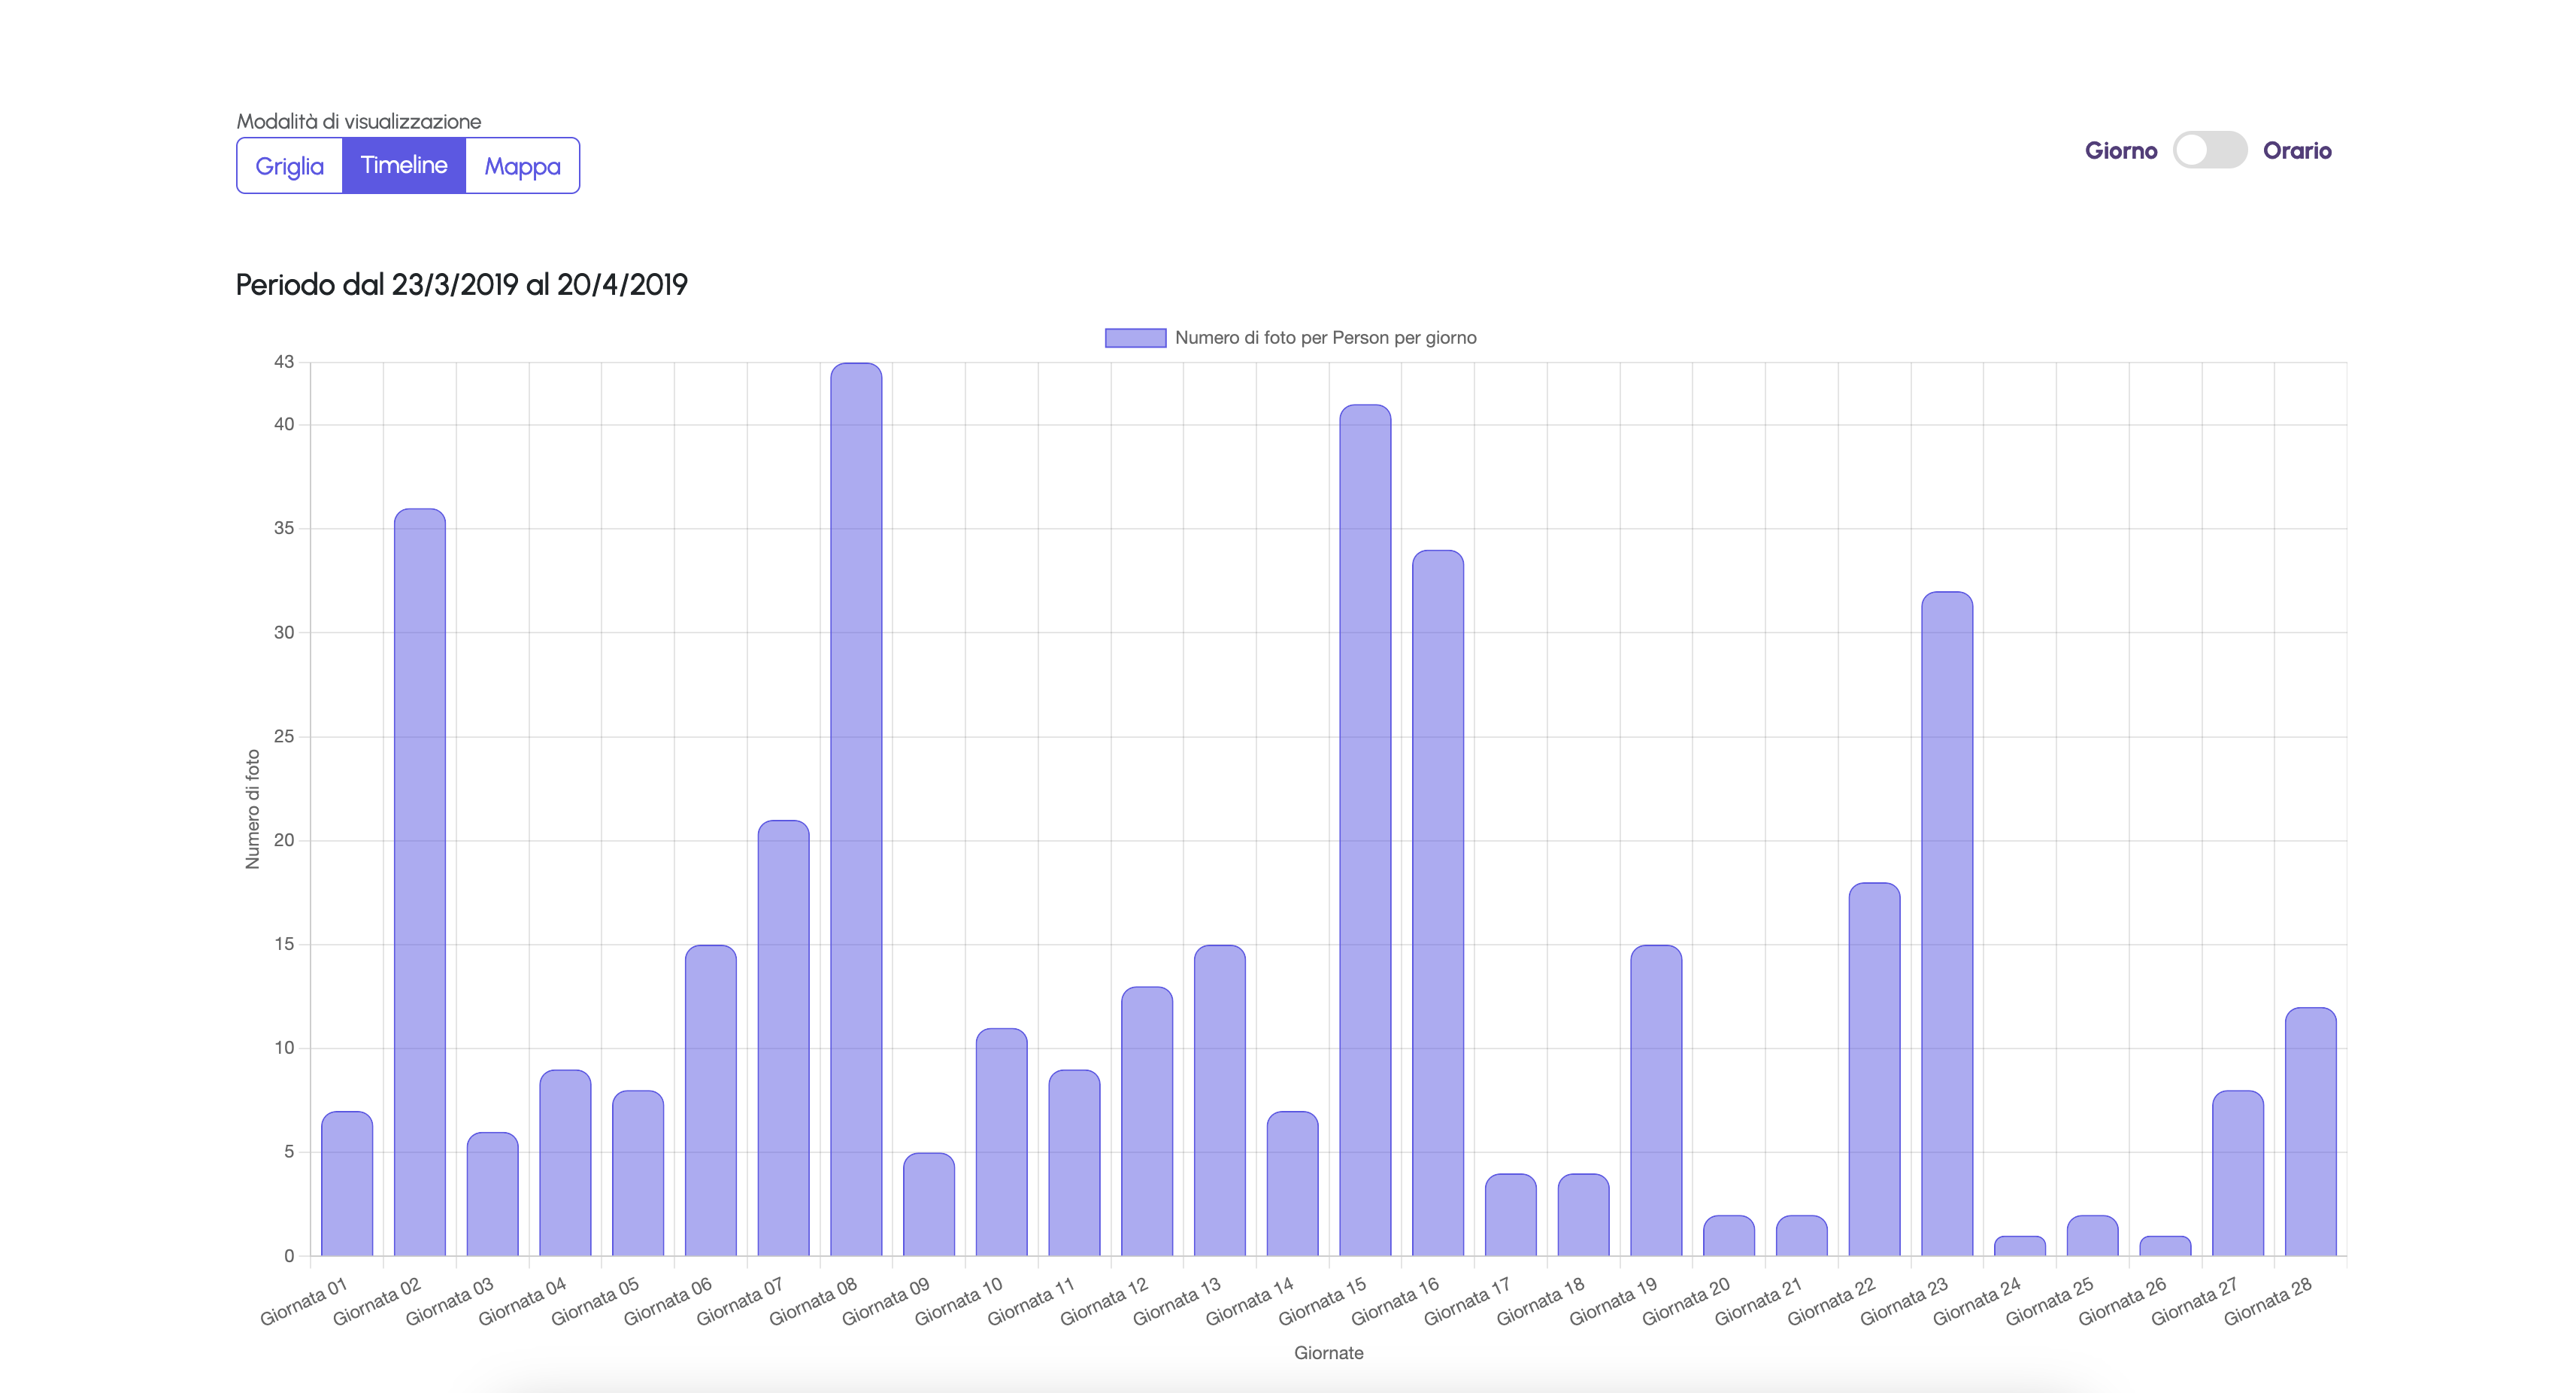 Modalità di visualizzazione
Griglia Timeline Mappa
Giorno Orario
Periodo dal 23/3/2019 al 20/4/2019
Numero di foto per Person per giorno
Numero di foto
43
40
35
30
25
20
15
10
5
0
Giornata 01
Giornata 02
Giornata 03
Giornata 04
Giornata 05
Giornata 06
Giornata 07
Giornata 08
Giornata 09
Giornata 10
Giornata 11
Giornata 12
Giornata 13
Giornata 14
Giornata 15
Giornata 16
Giornata 17
Giornata 18
Giornata 19
Giornata 20
Giornata 21
Giornata 22
Giornata 23
Giornata 24
Giornata 25
Giornata 26
Giornata 27
Giornata 28
Giornate